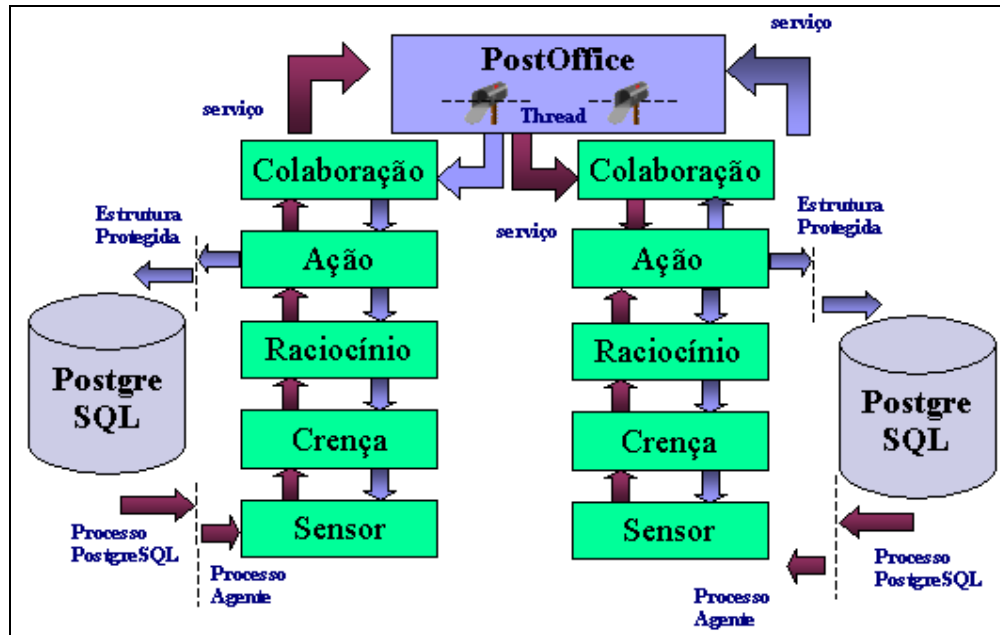 serviço
PostOffice
Thread
serviço
Colaboração
Colaboração
Estrutura
Protegida
serviço
Estrutura
Protegida
Ação
Ação
Raciocínio
Raciocínio
Postgre
SQL
Postgre
SQL
Crença
Crença
Sensor
Sensor
Processo
PostgreSQL
Processo
Agente
Processo
PostgreSQL
Processo
Agente